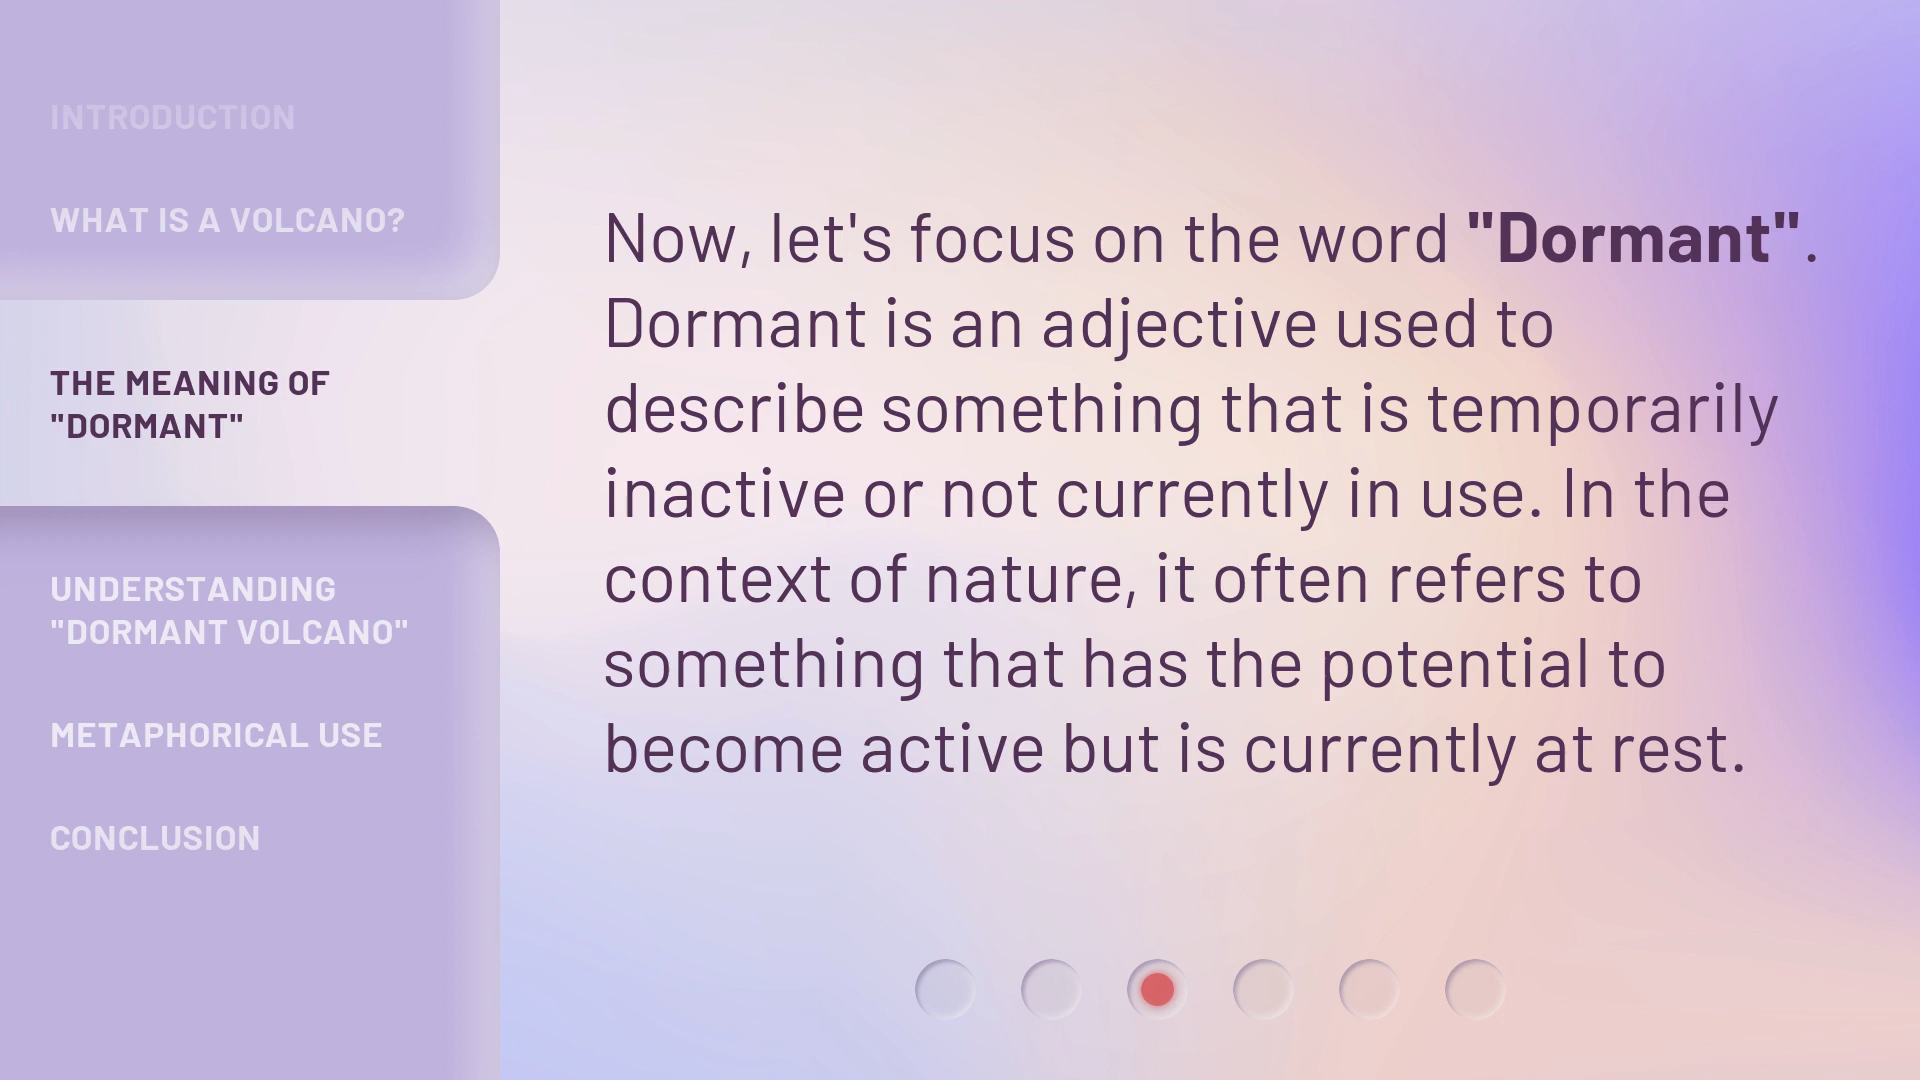 INTRODUCTION
WHAT IS A VOLCANO?
THE MEANING OF
"DORMANT"
UNDERSTANDING
"DORMANT VOLCANO"
METAPHORICAL USE
CONCLUSION
Now, let's focus on the word "Dormant".
Dormant is an adjective used to
describe something that is temporarily
inactive or not currently in use. In the
context of nature, it often refers to
something that has the potential to
become active but is currently at rest.